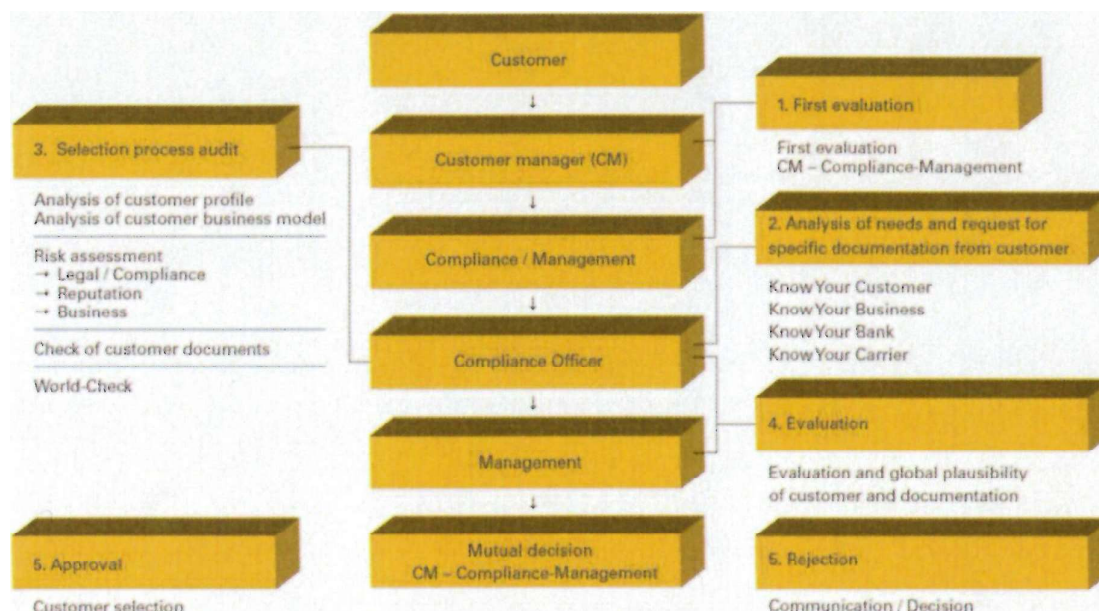 Customer
↓
Customer manager (CM)
↓
Compliance / Management
↓
Compliance Officer
↓
Management
↓
Mutual decision
CM – Compliance-Management
1. First evaluation
First evaluation
CM – Compliance-Management
2. Analysis of needs and request for
specific documentation from customer
Know Your Customer
Know Your Business
Know Your Bank
Know Your Carrier
3. Selection process audit
Analysis of customer profile
Analysis of customer business model
Risk assessment
→ Legal / Compliance
→ Reputation
→ Business
Check of customer documents
World-Check
4. Evaluation
Evaluation and global plausibility
of customer and documentation
5. Approval
Customer selection
5. Rejection
Communication / Decision